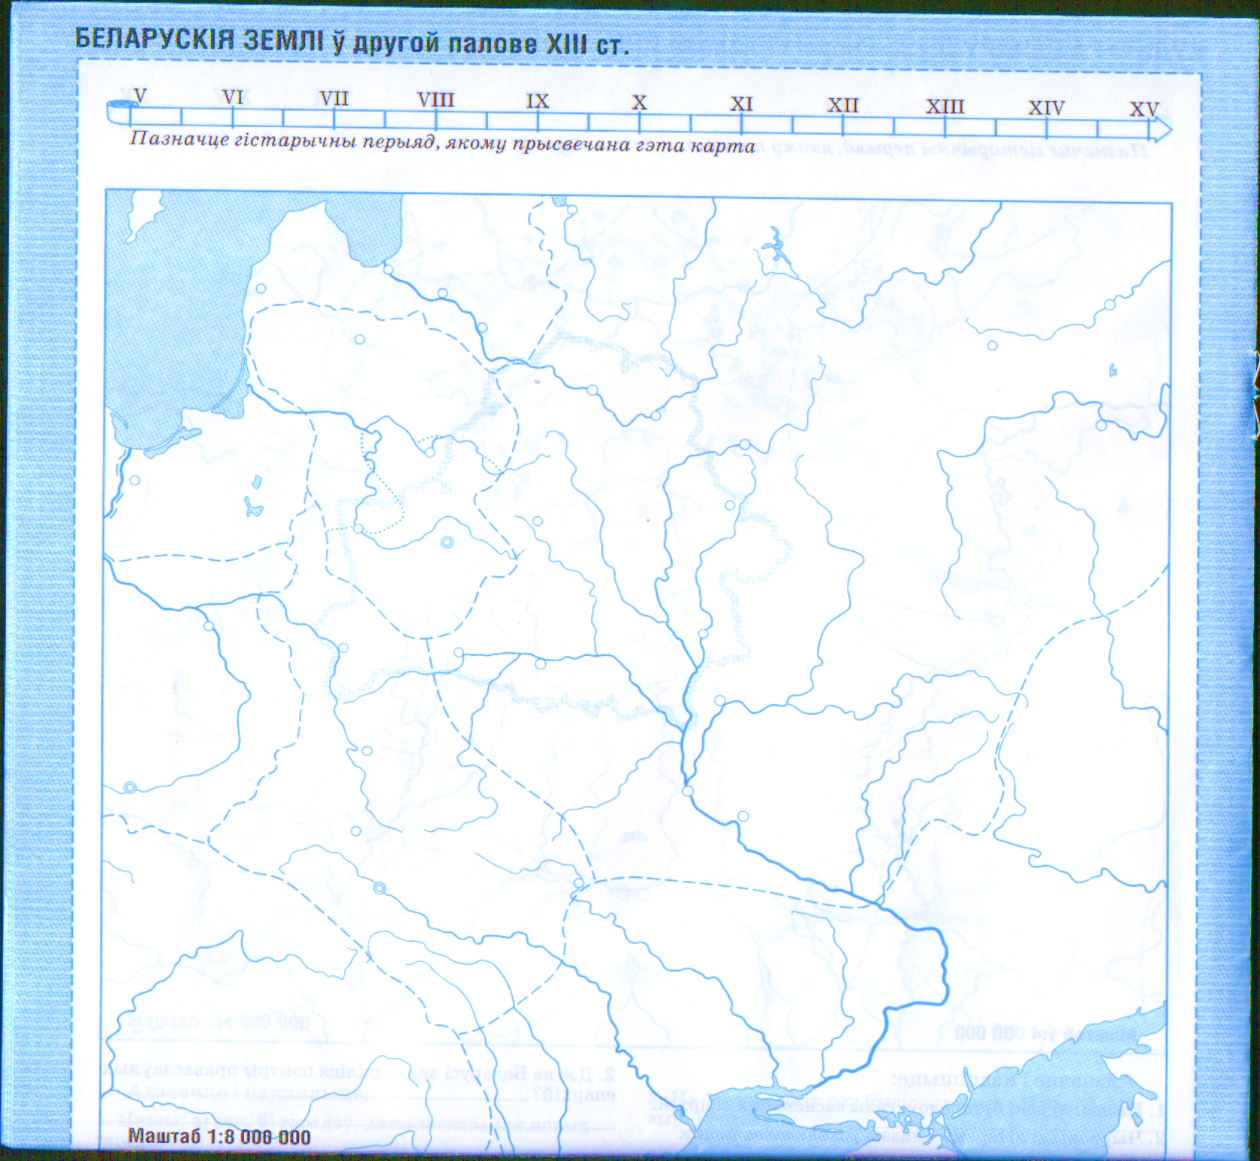 БЕЛАРУСКІЯ ЗЕМЛІ ў другой палове XIII ст.
V VI VII VIII IX X XI XII XIII XIV XV
Пазначце гістарычны перыяд, якому прысвечана гэта карта
Маштаб 1:8 000 000